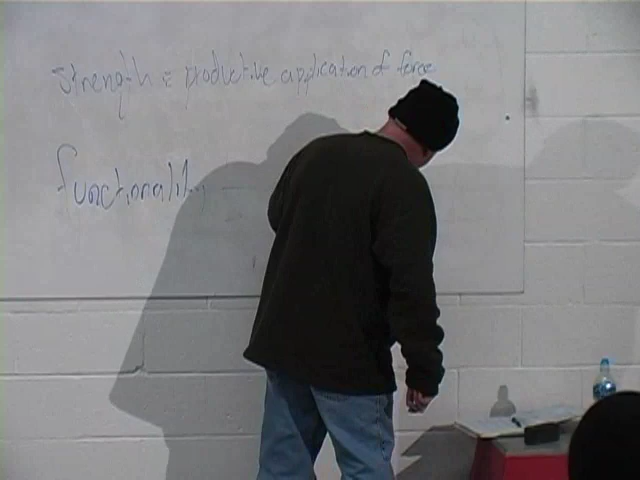 strength = productive application of force
functionality